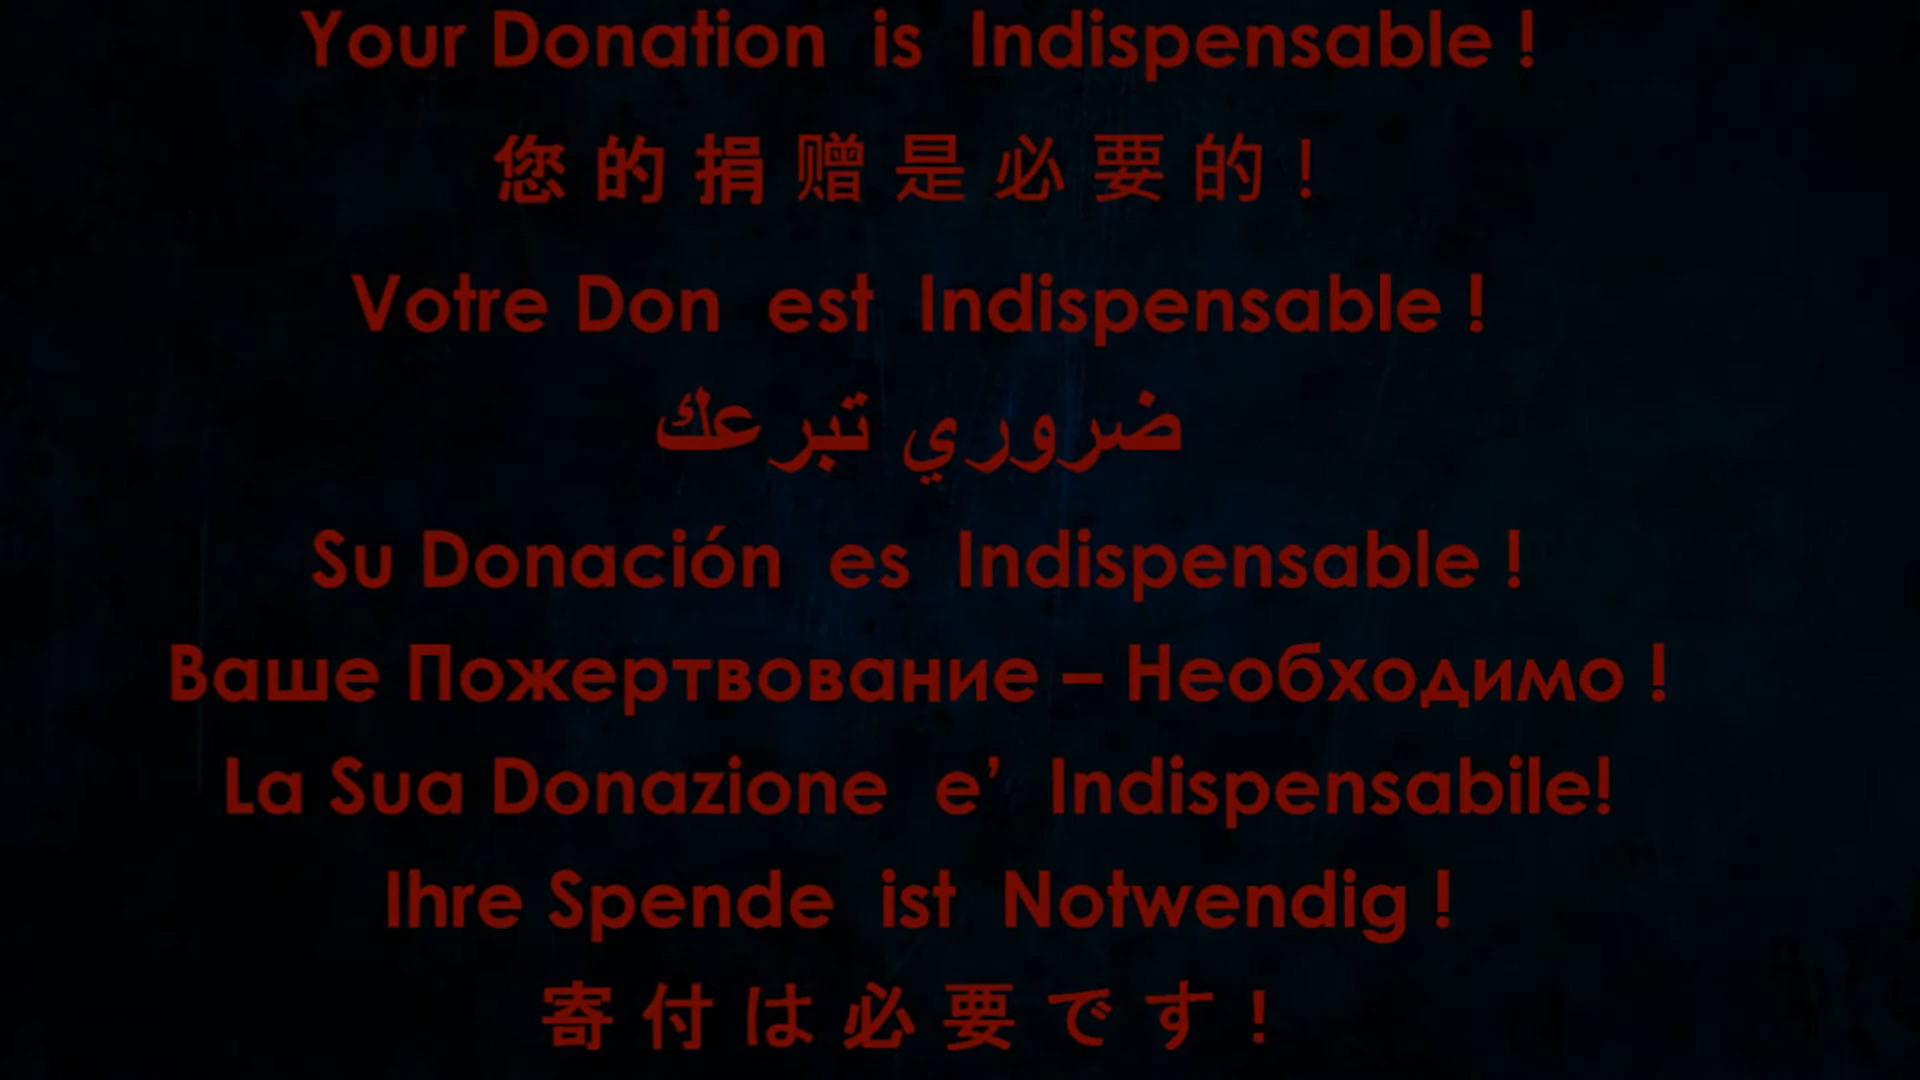 Your Donation is Indispensable !
您的捐赠是必要的!
Votre Don est Indispensable !
ضروري تبرعك
Su Donación es Indispensable !
Ваше Пожертвование – Необходимо !
La Sua Donazione e’ Indispensabile!
Ihre Spende ist Notwendig !
寄付は必要です!